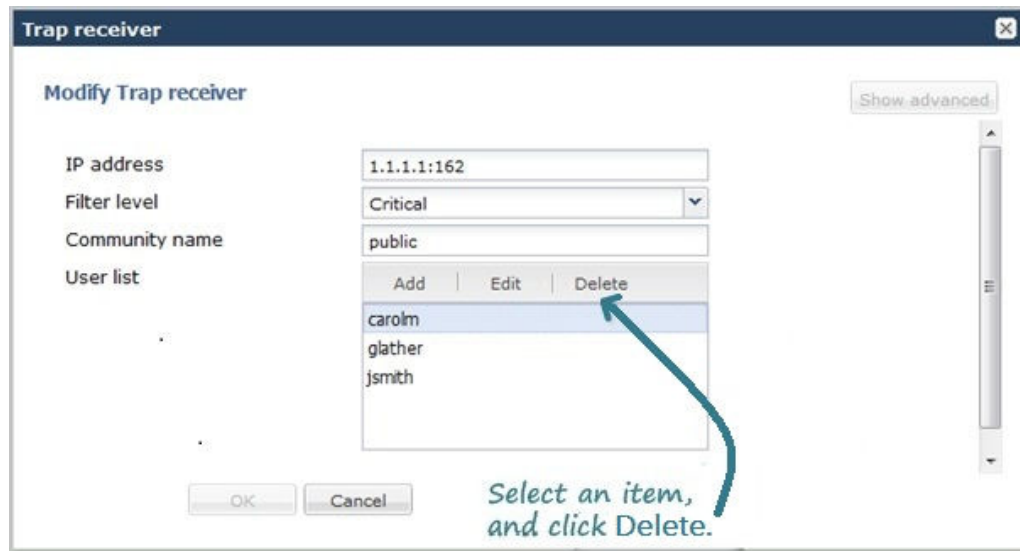 Trap receiver
Modify Trap receiver
Show advanced
IP address
1.1.1.1:162
Filter level
Critical
Community name
public
User list
Add Edit Delete
carolm
glather
jsmith
OK Cancel
Select an item,
and click Delete.